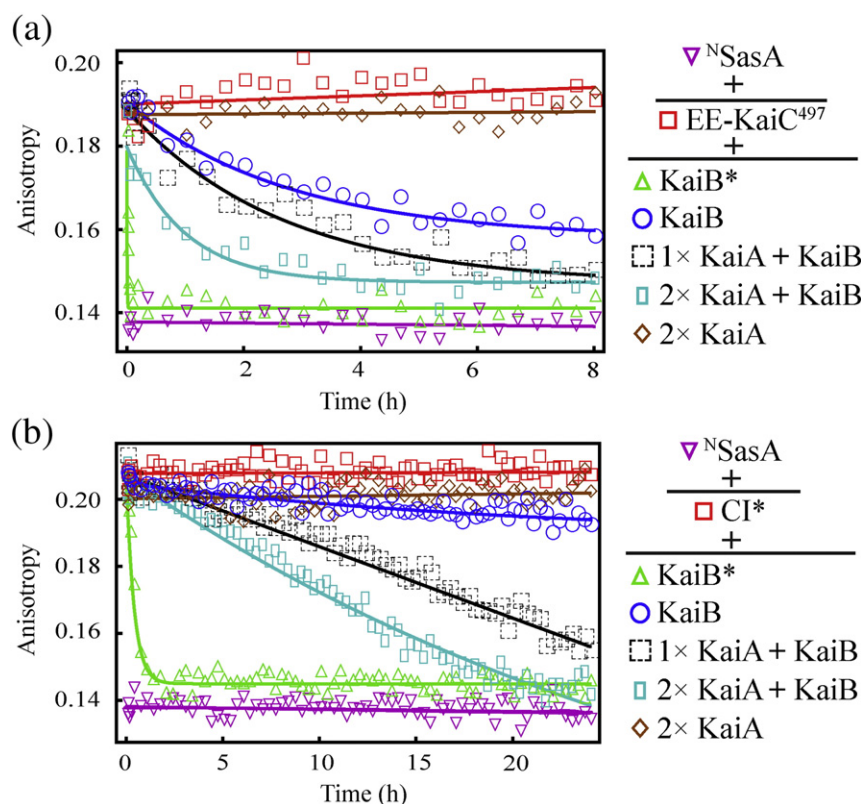 (a)
Anisotropy
0.20
0.18
0.16
0.14
0 2 4 6 8
Time (h)
ᴺSasA
+
EE-KaiC⁴⁹⁷
+
KaiB*
KaiB
1× KaiA + KaiB
2× KaiA + KaiB
2× KaiA
(b)
Anisotropy
0.20
0.18
0.16
0.14
0 5 10 15 20
Time (h)
ᴺSasA
+
CI*
+
KaiB*
KaiB
1× KaiA + KaiB
2× KaiA + KaiB
2× KaiA